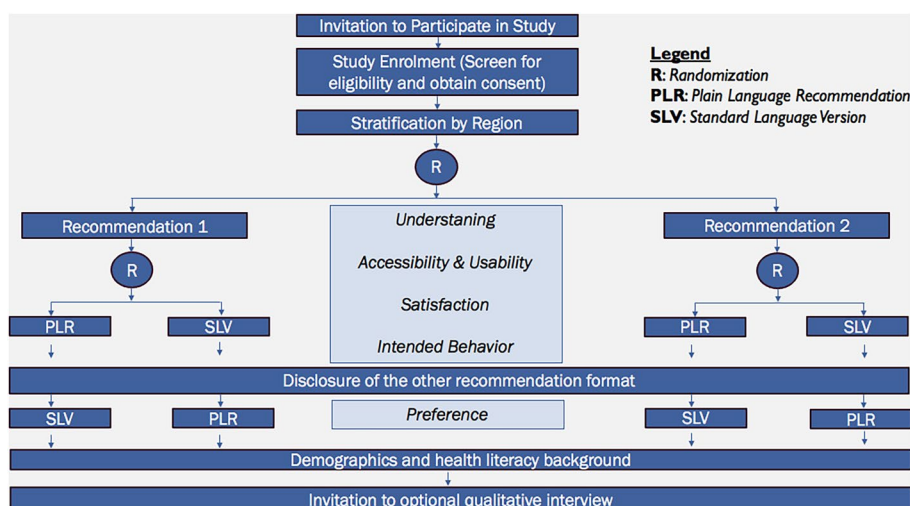 Invitation to Participate in Study
Study Enrolment (Screen for
eligibility and obtain consent)
Stratification by Region
Legend
R: Randomization
PLR: Plain Language Recommendation
SLV: Standard Language Version
R
Recommendation 1
Understaning
Recommendation 2
R
Accessibility & Usability
R
Satisfaction
PLR
SLV
PLR
SLV
Intended Behavior
Disclosure of the other recommendation format
SLV
PLR
Preference
SLV
PLR
Demographics and health literacy background
Invitation to optional qualitative interview